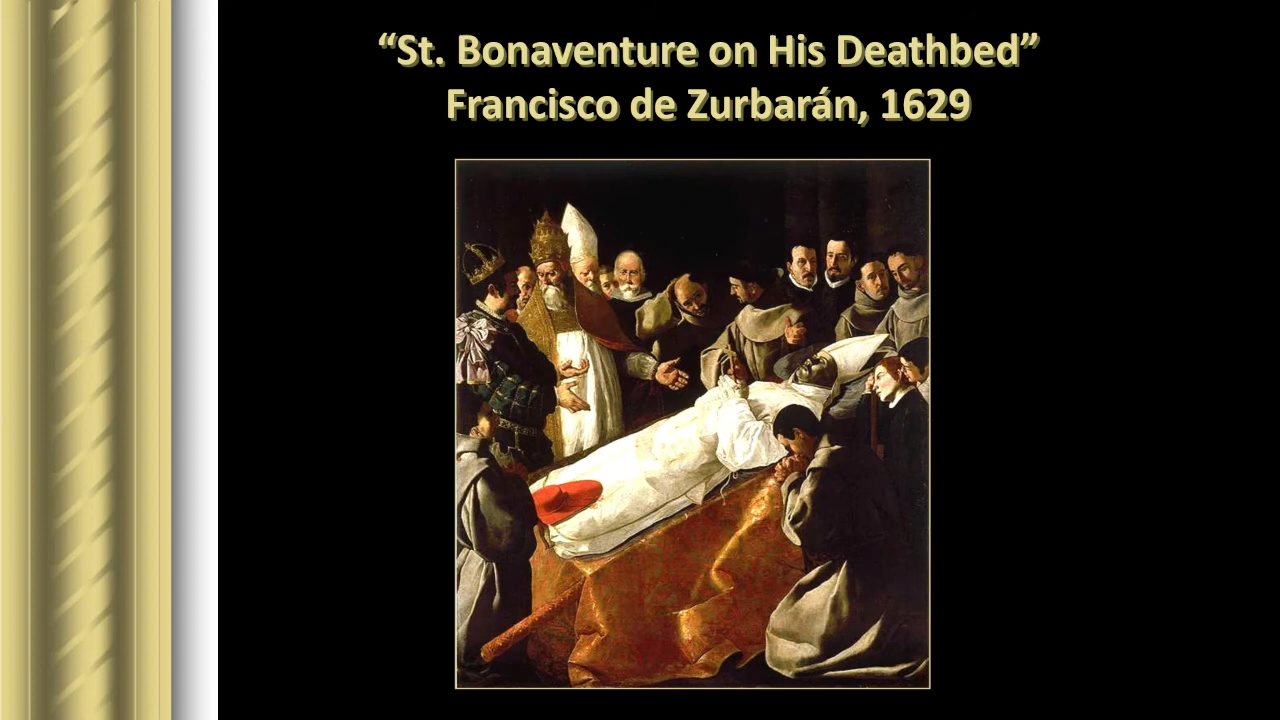 “St. Bonaventure on His Deathbed”
Francisco de Zurbarán, 1629